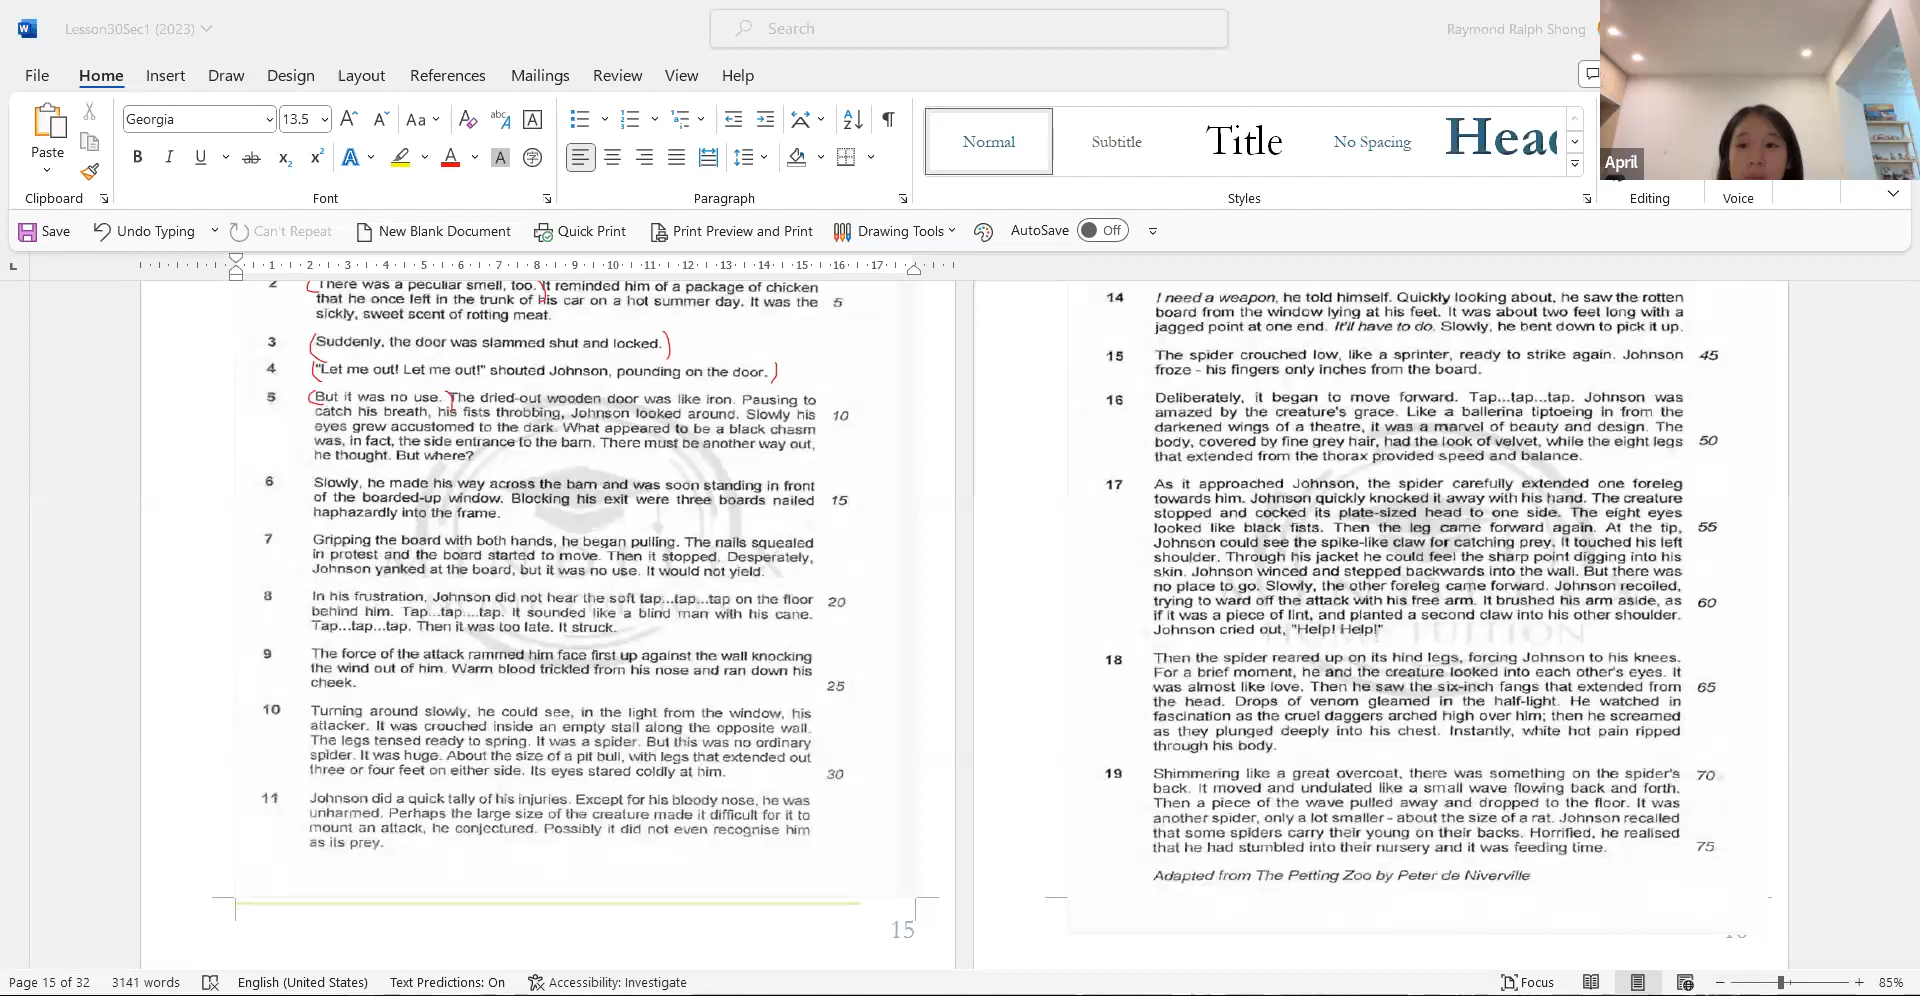 Lesson30Sec1 (2023)
Search
Raymond Ralph Shong
File Home Insert Draw Design Layout References Mailings Review View Help
April
Paste
Georgia 13.5
Normal Subtitle Title No Spacing Head
Clipboard Font Paragraph Styles Editing Voice
Save Undo Typing Can't Repeat New Blank Document Quick Print Print Preview and Print Drawing Tools AutoSave Off
1 2 3 4 5 6 7 8 9 10 11 12 13 14 15 16 17
2 There was a peculiar smell, too. It reminded him of a package of chicken
that he once left in the trunk of his car on a hot summer day. It was the 5
sickly, sweet scent of rotting meat.
3 Suddenly, the door was slammed shut and locked.
4 "Let me out! Let me out!" shouted Johnson, pounding on the door.
5 But it was no use. The dried-out wooden door was like iron. Pausing to
catch his breath, his fists throbbing, Johnson looked around. Slowly his 10
eyes grew accustomed to the dark. What appeared to be a black chasm
was, in fact, the side entrance to the barn. There must be another way out,
he thought. But where?
6 Slowly, he made his way across the barn and was soon standing in front
of the boarded-up window. Blocking his exit were three boards nailed 15
haphazardly into the frame.
7 Gripping the board with both hands, he began pulling. The nails squealed
in protest and the board started to move. Then it stopped. Desperately,
Johnson yanked at the board, but it was no use. It would not yield.
8 In his frustration, Johnson did not hear the soft tap...tap...tap on the floor 20
behind him. Tap...tap....tap. It sounded like a blind man with his cane.
Tap...tap...tap. Then it was too late. It struck.
9 The force of the attack rammed him face first up against the wall knocking
the wind out of him. Warm blood trickled from his nose and ran down his
cheek. 25
10 Turning around slowly, he could see, in the light from the window, his
attacker. It was crouched inside an empty stall along the opposite wall.
The legs tensed ready to spring. It was a spider. But this was no ordinary
spider. It was huge. About the size of a pit bull, with legs that extended out
three or four feet on either side. Its eyes stared coldly at him. 30
11 Johnson did a quick tally of his injuries. Except for his bloody nose, he was
unharmed. Perhaps the large size of the creature made it difficult for it to
mount an attack, he conjectured. Possibly it did not even recognise him
as its prey.
15
14 I need a weapon, he told himself. Quickly looking about, he saw the rotten
board from the window lying at his feet. It was about two feet long with a
jagged point at one end. It'll have to do. Slowly, he bent down to pick it up.
15 The spider crouched low, like a sprinter, ready to strike again. Johnson 45
froze - his fingers only inches from the board.
16 Deliberately, it began to move forward. Tap...tap...tap. Johnson was
amazed by the creature's grace. Like a ballerina tiptoeing in from the
darkened wings of a theatre, it was a marvel of beauty and design. The
body, covered by fine grey hair, had the look of velvet, while the eight legs 50
that extended from the thorax provided speed and balance.
17 As it approached Johnson, the spider carefully extended one foreleg
towards him. Johnson quickly knocked it away with his hand. The creature
stopped and cocked its plate-sized head to one side. The eight eyes
looked like black fists. Then the leg came forward again. At the tip, 55
Johnson could see the spike-like claw for catching prey. It touched his left
shoulder. Through his jacket he could feel the sharp point digging into his
skin. Johnson winced and stepped backwards into the wall. But there was
no place to go. Slowly, the other foreleg came forward. Johnson recoiled,
trying to ward off the attack with his free arm. It brushed his arm aside, as 60
if it was a piece of lint, and planted a second claw into his other shoulder.
Johnson cried out, "Help! Help!"
HOME TUITION
18 Then the spider reared up on its hind legs, forcing Johnson to his knees.
For a brief moment, he and the creature looked into each other's eyes. It
was almost like love. Then he saw the six-inch fangs that extended from 65
the head. Drops of venom gleamed in the half-light. He watched in
fascination as the cruel daggers arched high over him; then he screamed
as they plunged deeply into his chest. Instantly, white hot pain ripped
through his body.
19 Shimmering like a great overcoat, there was something on the spider's 70
back. It moved and undulated like a small wave flowing back and forth.
Then a piece of the wave pulled away and dropped to the floor. It was
another spider, only a lot smaller - about the size of a rat. Johnson recalled
that some spiders carry their young on their backs. Horrified, he realised
that he had stumbled into their nursery and it was feeding time. 75
Adapted from The Petting Zoo by Peter de Niverville
Page 15 of 32 3141 words English (United States) Text Predictions: On Accessibility: Investigate Focus 85%